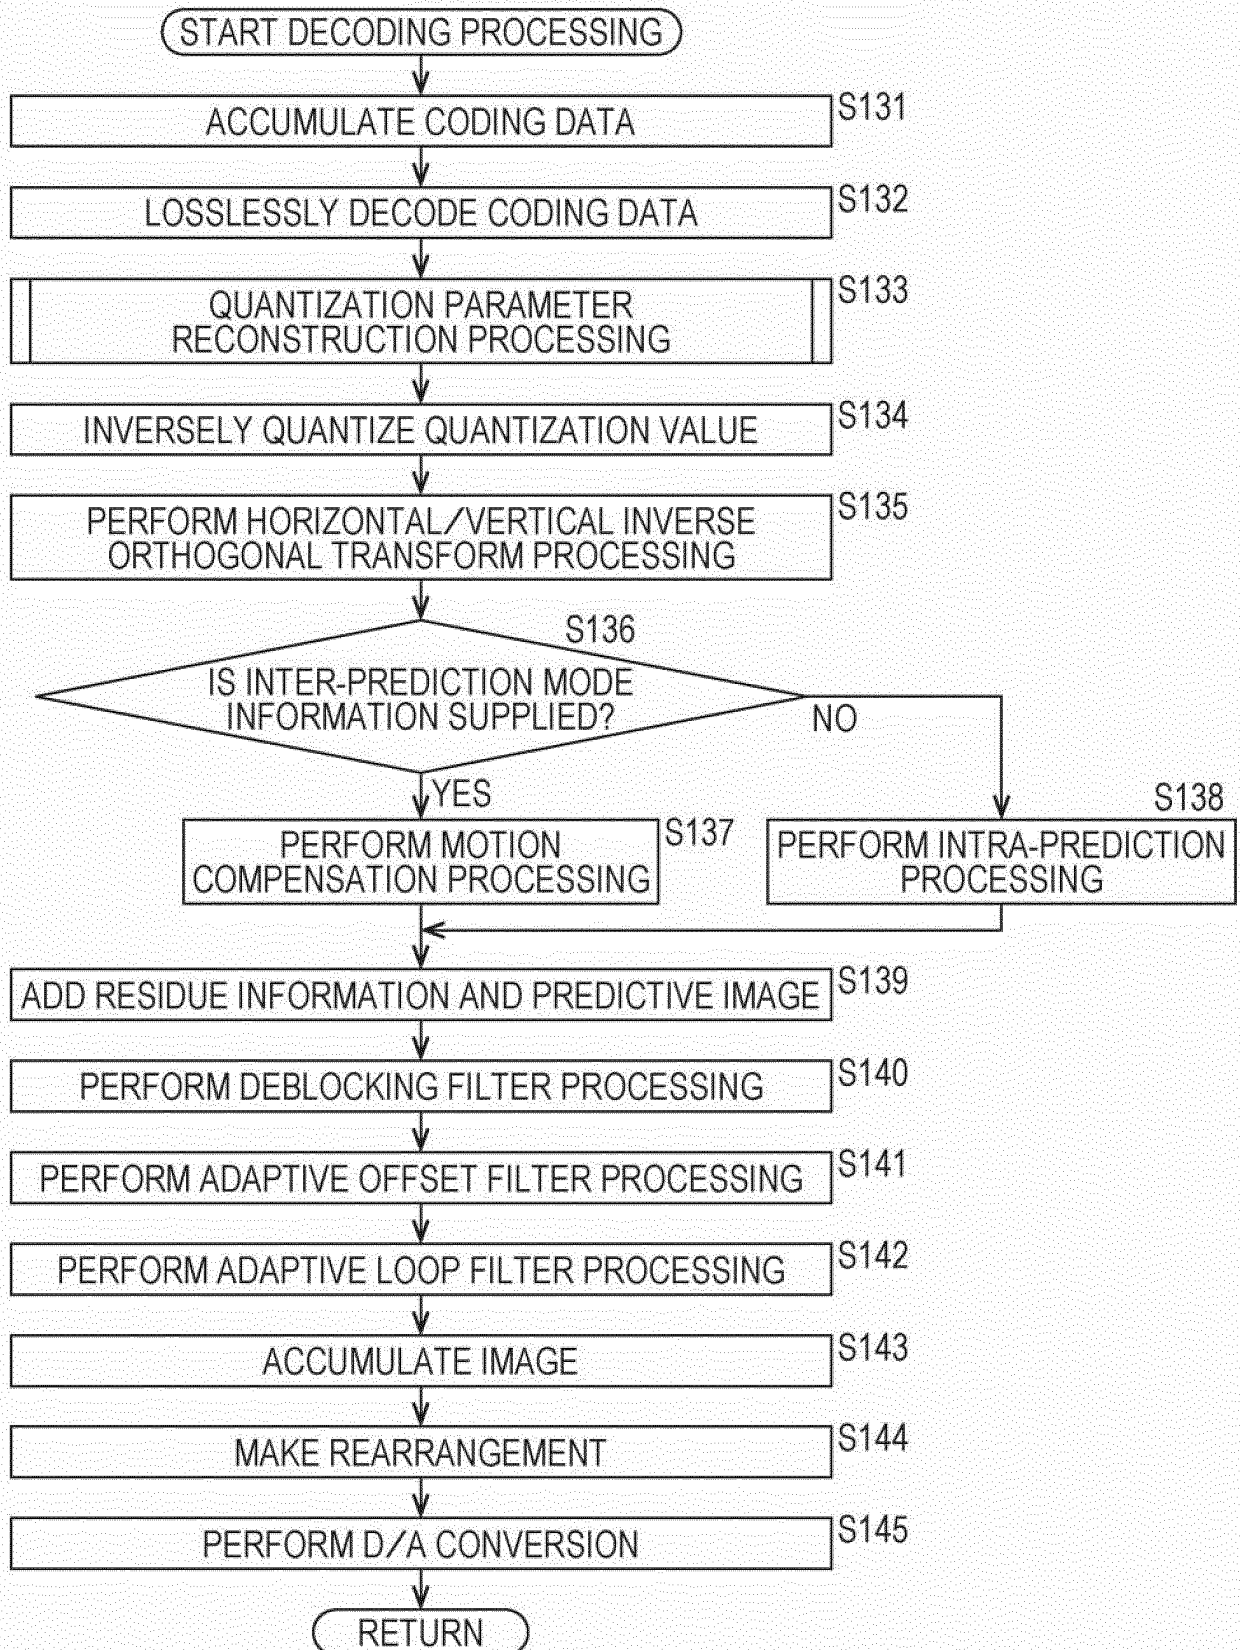 START DECODING PROCESSING
S131
ACCUMULATE CODING DATA
S132
LOSSLESSLY DECODE CODING DATA
S133
QUANTIZATION PARAMETER
RECONSTRUCTION PROCESSING
S134
INVERSELY QUANTIZE QUANTIZATION VALUE
S135
PERFORM HORIZONTAL/VERTICAL INVERSE
ORTHOGONAL TRANSFORM PROCESSING
S136
IS INTER-PREDICTION MODE
INFORMATION SUPPLIED?
NO
YES
S137
PERFORM MOTION
COMPENSATION PROCESSING
S138
PERFORM INTRA-PREDICTION
PROCESSING
S139
ADD RESIDUE INFORMATION AND PREDICTIVE IMAGE
S140
PERFORM DEBLOCKING FILTER PROCESSING
S141
PERFORM ADAPTIVE OFFSET FILTER PROCESSING
S142
PERFORM ADAPTIVE LOOP FILTER PROCESSING
S143
ACCUMULATE IMAGE
S144
MAKE REARRANGEMENT
S145
PERFORM D/A CONVERSION
RETURN